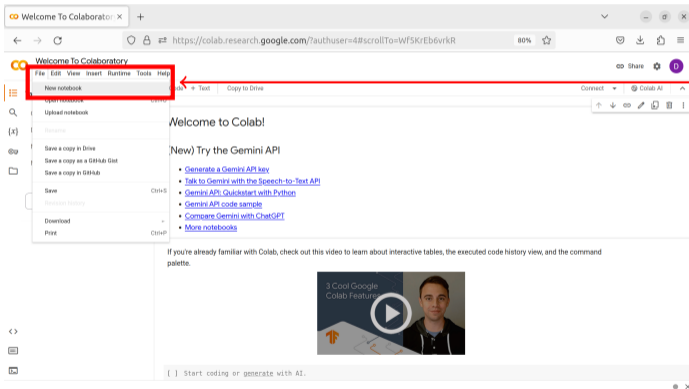 Welcome To Colaborator
https://colab.research.google.com/?authuser=4#scrollTo=Wf5KrEb6vrkR
80%
Welcome To Colaboratory
Share
D
File Edit View Insert Runtime Tools Help
+ Text
Copy to Drive
Connect
Colab AI
New notebook
Open notebook
Upload notebook
Rename
Save a copy in Drive
Save a copy as a GitHub Gist
Save a copy in GitHub
Save Ctrl+S
Download
Print Ctrl+P
Welcome to Colab!
(New) Try the Gemini API
Generate a Gemini API key
Talk to Gemini with the Speech-to-Text API
Gemini API: Quickstart with Python
Gemini API code sample
Compare Gemini with ChatGPT
More notebooks
If you're already familiar with Colab, check out this video to learn about interactive tables, the executed code history view, and the command
palette.
3 Cool Google
Colab Features
[ ] Start coding or generate with AI.